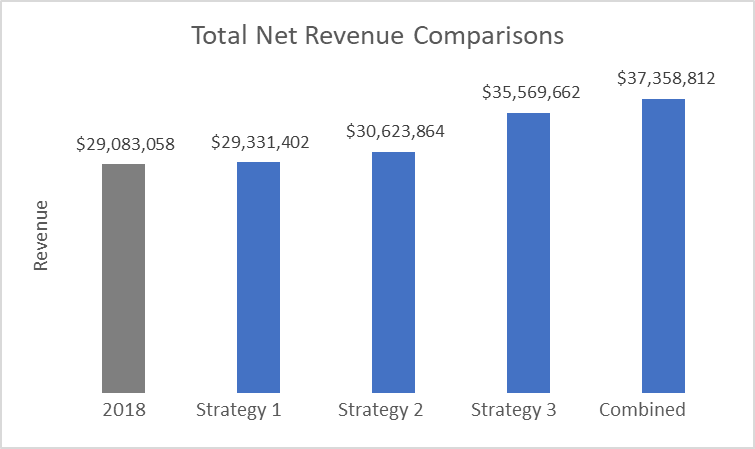 Total Net Revenue Comparisons
$37,358,812
$35,569,662
$30,623,864
$29,331,402
$29,083,058
Revenue
2018 Strategy 1 Strategy 2 Strategy 3 Combined